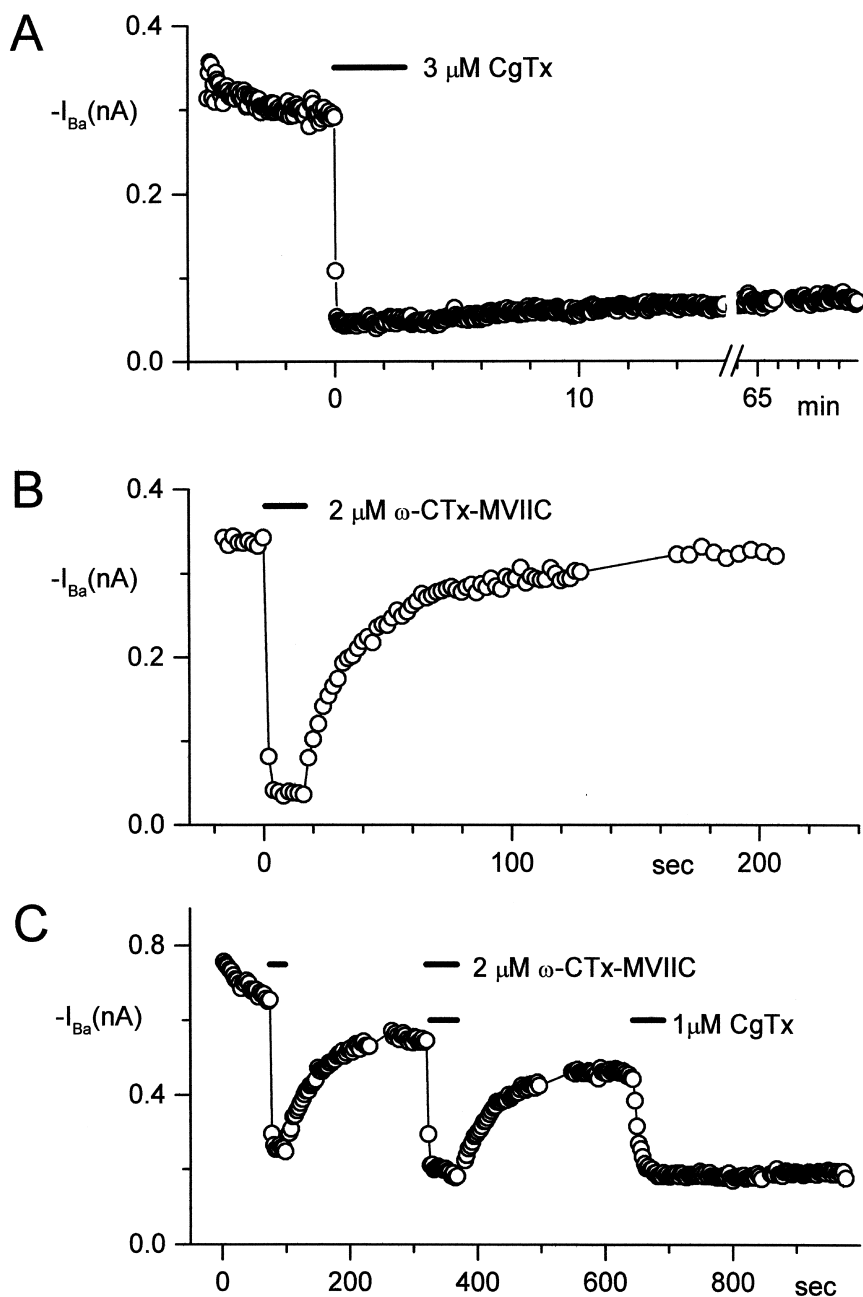 A
0.4
3 μM CgTx
-I_Ba(nA)
0.2
0.0
0 10 65 min
B
0.4
2 μM ω-CTx-MVIIC
-I_Ba(nA)
0.2
0.0
0 100 sec 200
C
0.8
2 μM ω-CTx-MVIIC
-I_Ba(nA)
1μM CgTx
0.4
0.0
0 200 400 600 800 sec